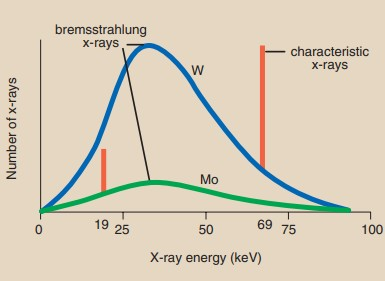 bremsstrahlung
x-rays
characteristic
x-rays
W
Mo
Number of x-rays
0
19
25
50
69
75
100
X-ray energy (keV)